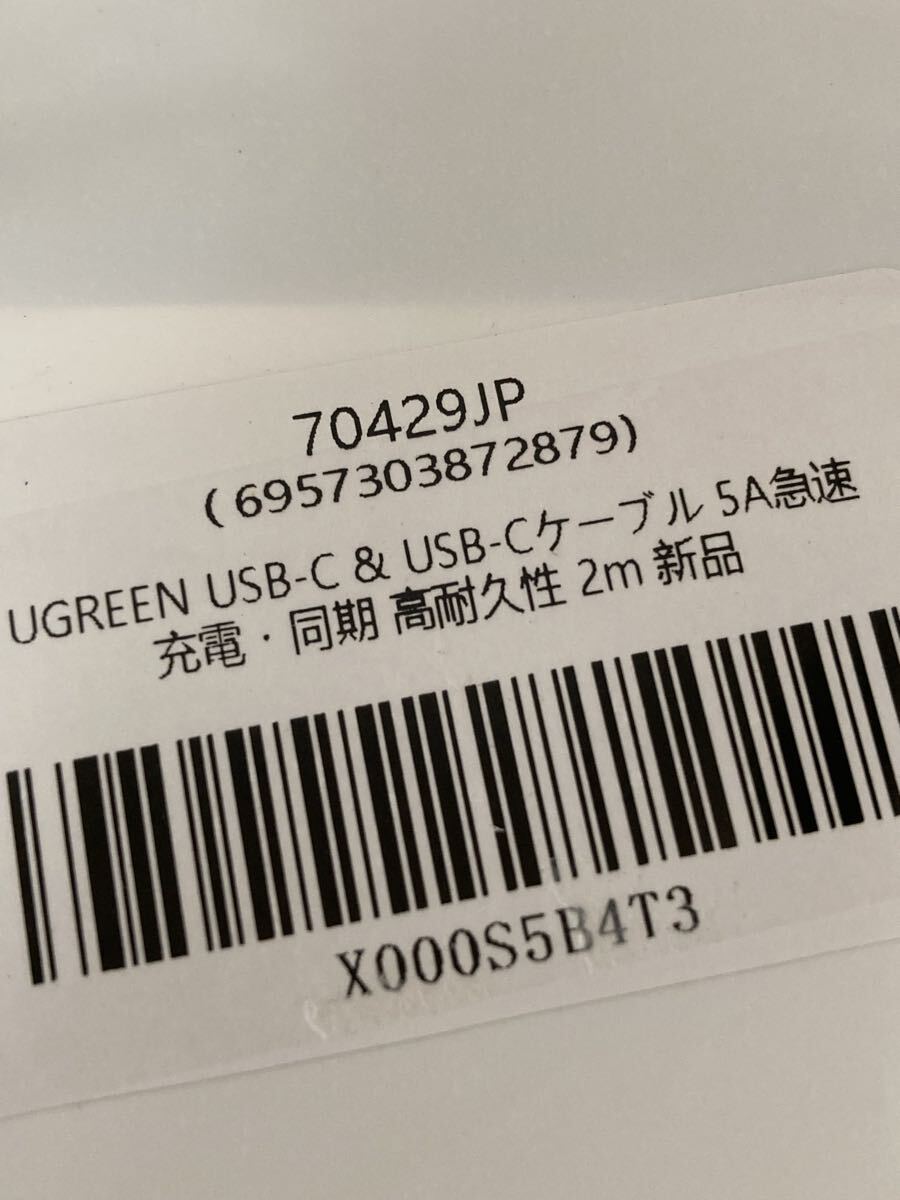 70429JP
(6957303872879)
UGREEN USB-C & USB-Cケーブル 5A急速
充電・同期 高耐久性 2m 新品
X000S5B4T3